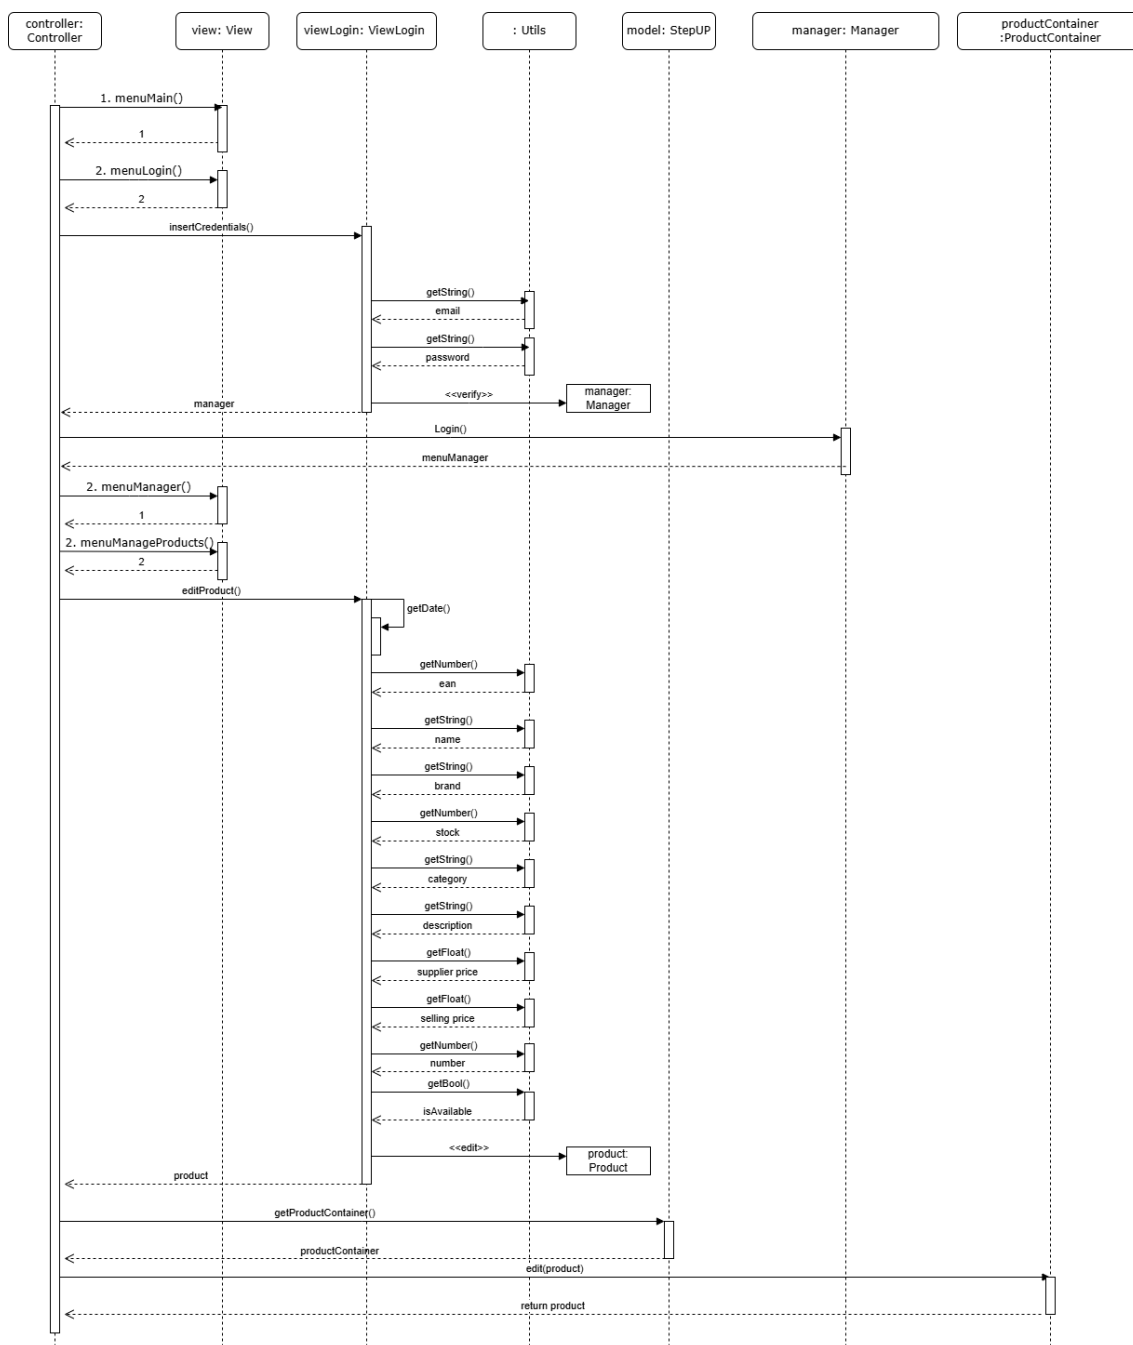 controller:
Controller
view: View
viewLogin: ViewLogin
: Utils
model: StepUP
manager: Manager
productContainer
:ProductContainer
1. menuMain()
1
2. menuLogin()
2
insertCredentials()
getString()
email
getString()
password
<<verify>>
manager:
Manager
manager
Login()
menuManager
2. menuManager()
1
2. menuManageProducts()
2
editProduct()
getDate()
getNumber()
ean
getString()
name
getString()
brand
getNumber()
stock
getString()
category
getString()
description
getFloat()
supplier price
getFloat()
selling price
getNumber()
number
getBool()
isAvailable
<<edit>>
product:
Product
product
getProductContainer()
productContainer
edit(product)
return product